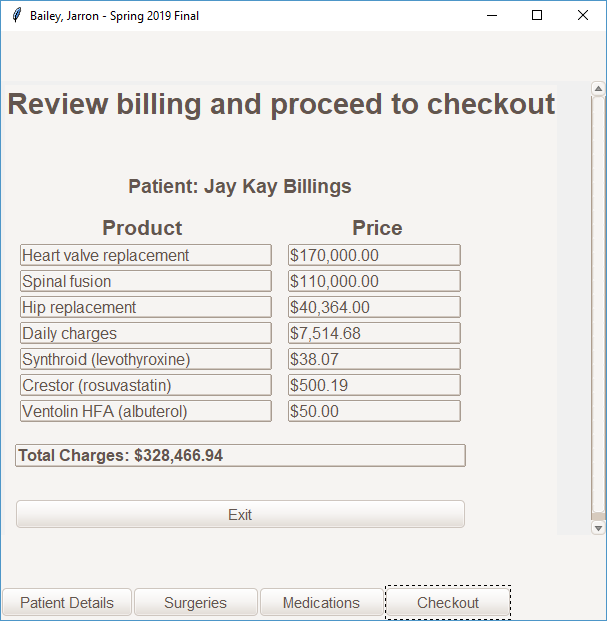 Bailey, Jarron - Spring 2019 Final
Review billing and proceed to checkout
Patient: Jay Kay Billings
Product Price
Heart valve replacement $170,000.00
Spinal fusion $110,000.00
Hip replacement $40,364.00
Daily charges $7,514.68
Synthroid (levothyroxine) $38.07
Crestor (rosuvastatin) $500.19
Ventolin HFA (albuterol) $50.00
Total Charges: $328,466.94
Exit
Patient Details Surgeries Medications Checkout